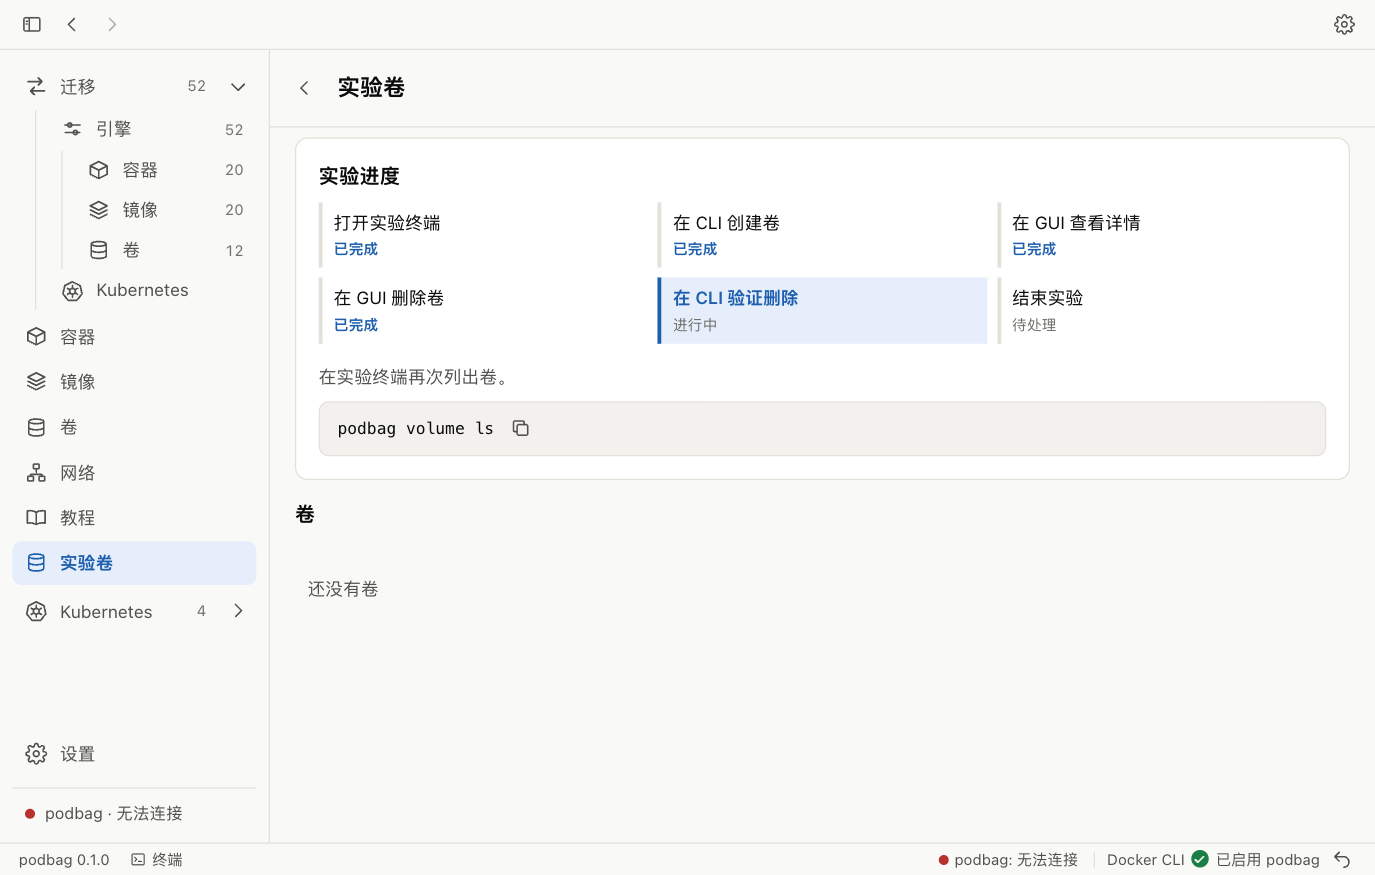 迁移 52
引擎 52
容器 20
镜像 20
卷 12
Kubernetes
容器
镜像
卷
网络
教程
实验卷
Kubernetes 4
设置
podbag · 无法连接
实验卷
实验进度
打开实验终端
已完成
在 CLI 创建卷
已完成
在 GUI 查看详情
已完成
在 GUI 删除卷
已完成
在 CLI 验证删除
进行中
结束实验
待处理
在实验终端再次列出卷。
podbag volume ls
卷
还没有卷
podbag 0.1.0 终端
podbag: 无法连接 Docker CLI 已启用 podbag